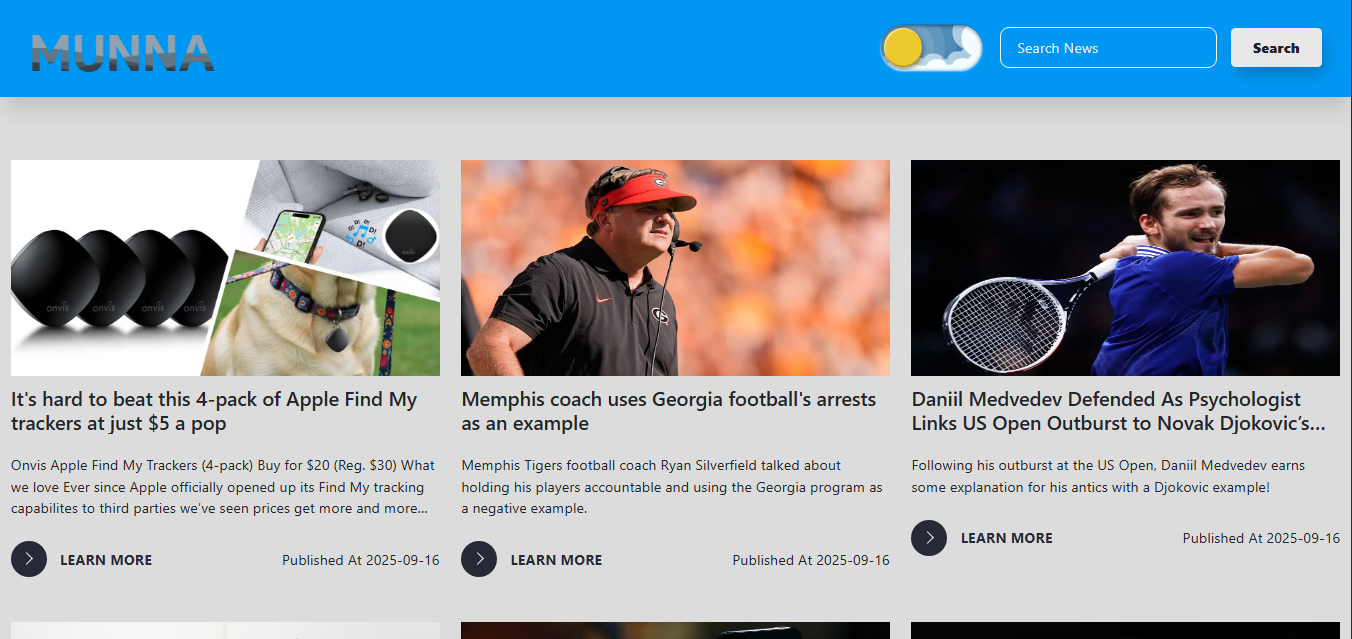 MUNNA
Search News
Search
onvis
onvis
onvis
onvis
D!
D!
D!
D!
It's hard to beat this 4-pack of Apple Find My
trackers at just $5 a pop
Onvis Apple Find My Trackers (4-pack) Buy for $20 (Reg. $30) What
we love Ever since Apple officially opened up its Find My tracking
capabilites to third parties we've seen prices get more and more...
LEARN MORE
Published At 2025-09-16
G
G
Memphis coach uses Georgia football's arrests
as an example
Memphis Tigers football coach Ryan Silverfield talked about
holding his players accountable and using the Georgia program as
a negative example.
LEARN MORE
Published At 2025-09-16
Daniil Medvedev Defended As Psychologist
Links US Open Outburst to Novak Djokovic’s...
Following his outburst at the US Open, Daniil Medvedev earns
some explanation for his antics with a Djokovic example!
LEARN MORE
Published At 2025-09-16